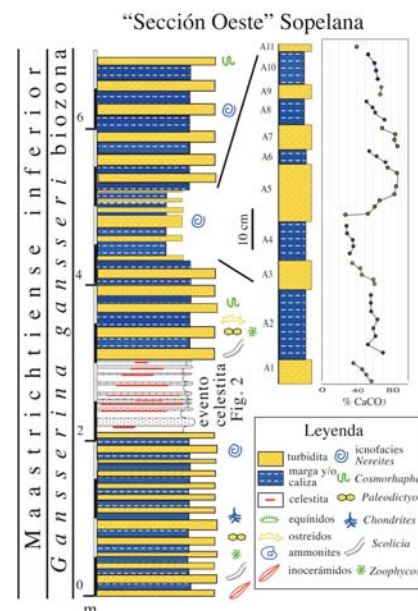 “Sección Oeste” Sopelana
Maastrichtiense inferior
Gansserina gansseri biozona
6
4
2
0
m
evento
celestita
Fig. 2
10 cm
A11
A10
A9
A8
A7
A6
A5
A4
A3
A2
A1
0
40
80
% CaCO3
Leyenda
turbidita
marga y/o
caliza
celestita
equínidos
ostreidos
ammonites
inocerámidos
icnofacies
Nereites
Cosmorhaphe
Paleodictyon
Chondrites
Scolicia
Zoophycos